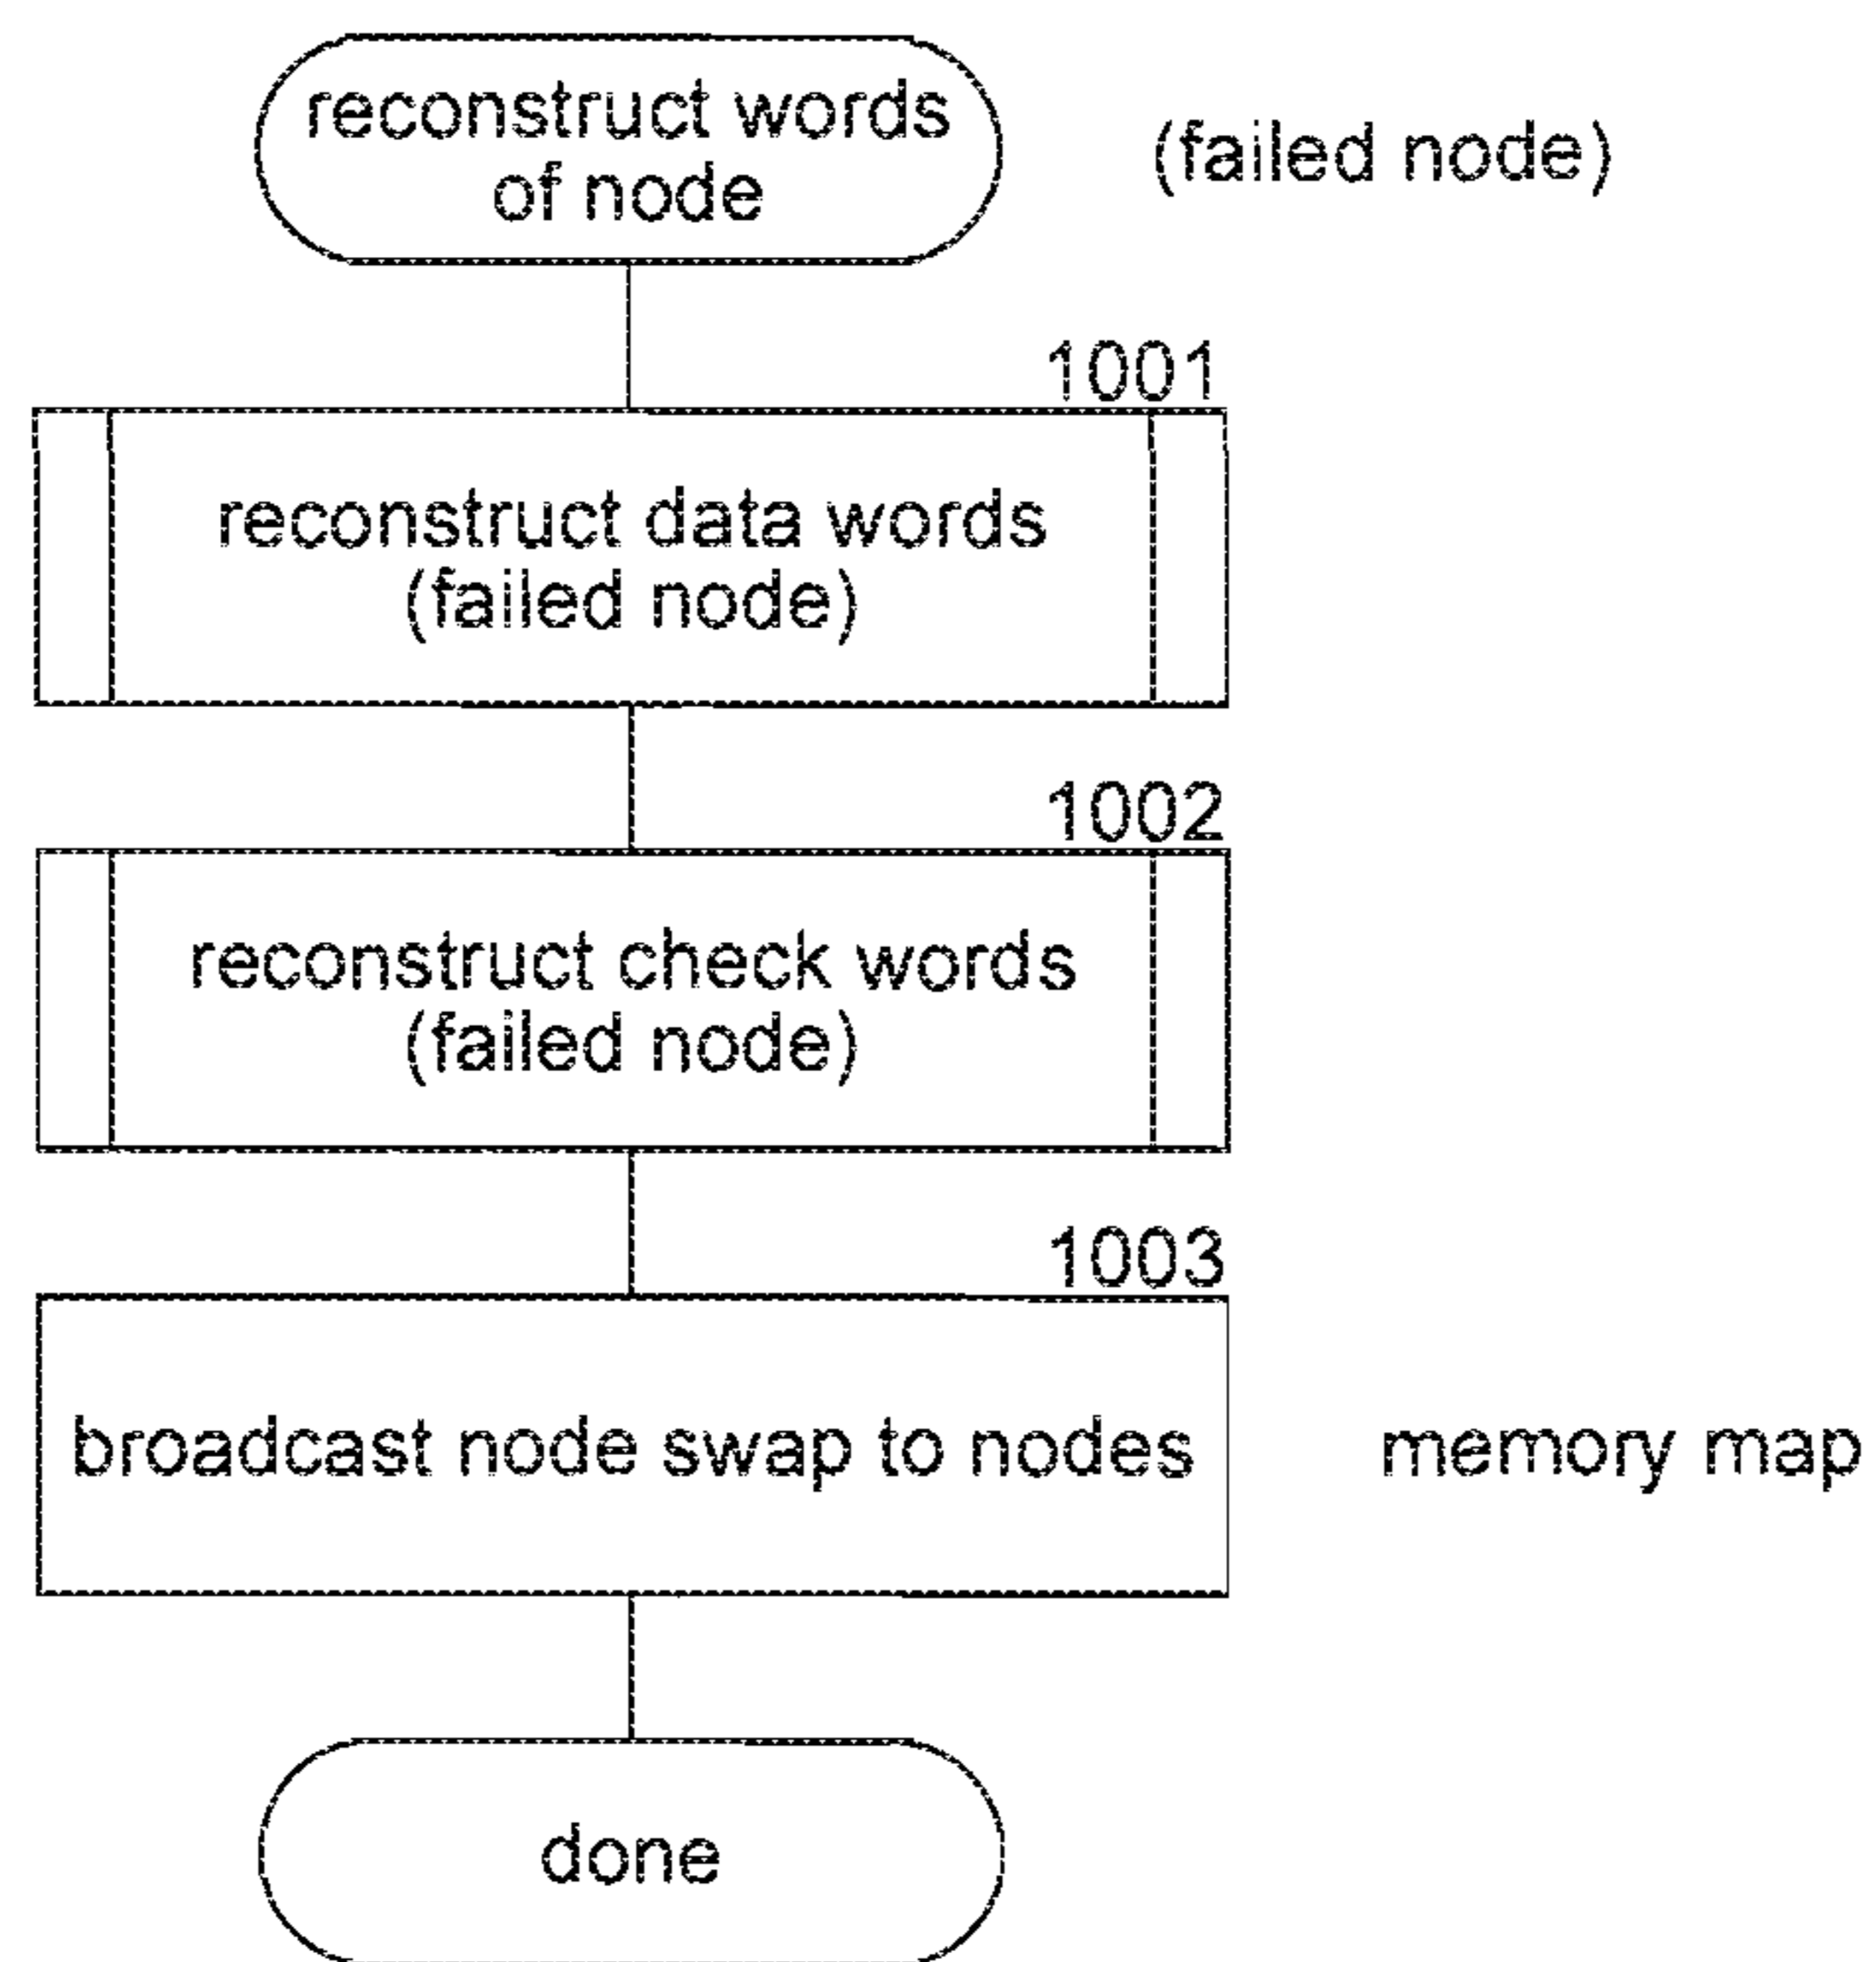 reconstruct words
of node
(failed node)
1001
reconstruct data words
(failed node)
1002
reconstruct check words
(failed node)
1003
broadcast node swap to nodes
memory map
done